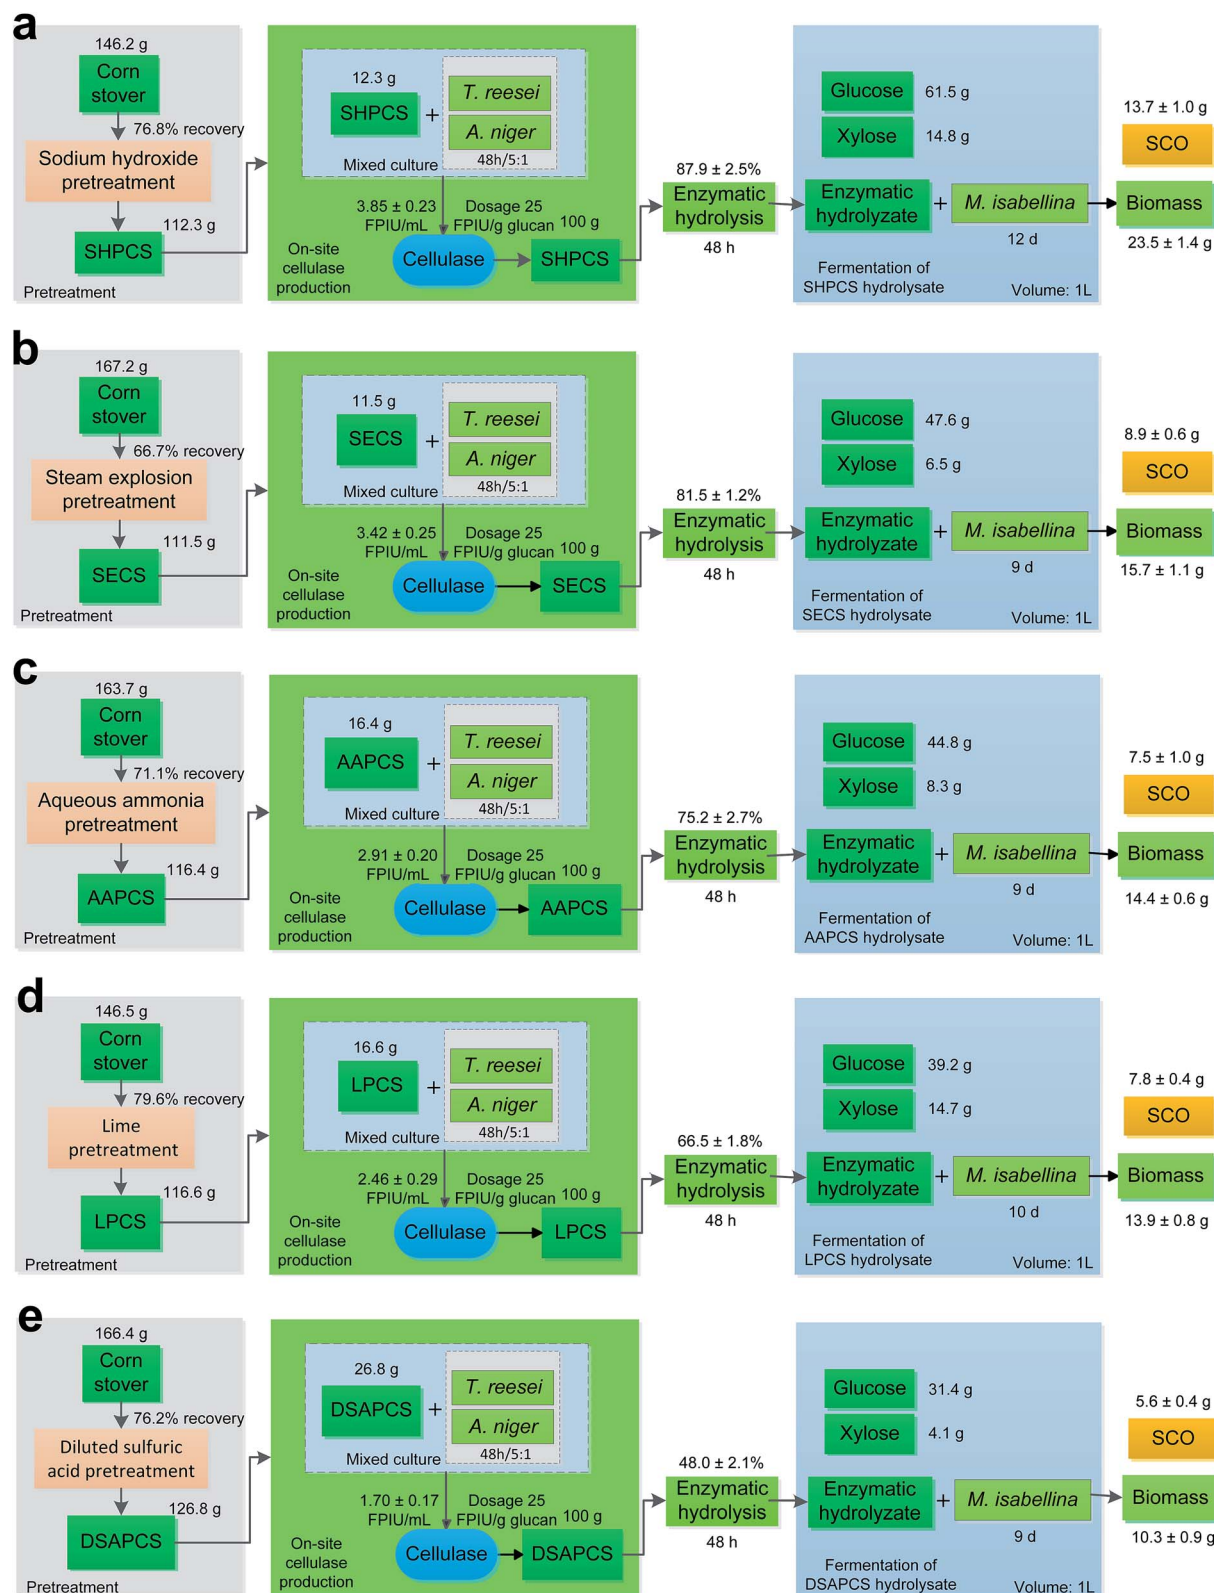 a
146.2 g
Corn
stover
76.8% recovery
Sodium hydroxide
pretreatment
112.3 g
SHPCS
Pretreatment
12.3 g
SHPCS
+
T. reesei
A. niger
48h/5:1
Mixed culture
3.85 ± 0.23
FPIU/mL
Dosage 25
FPIU/g glucan
100 g
On-site
cellulase
production
Cellulase
SHPCS
87.9 ± 2.5%
Enzymatic
hydrolysis
48 h
Glucose
61.5 g
Xylose
14.8 g
Enzymatic
hydrolyzate
+
M. isabellina
12 d
Fermentation of
SHPCS hydrolysate
Volume: 1L
13.7 ± 1.0 g
SCO
Biomass
23.5 ± 1.4 g
b
167.2 g
Corn
stover
66.7% recovery
Steam explosion
pretreatment
111.5 g
SECS
Pretreatment
11.5 g
SECS
+
T. reesei
A. niger
48h/5:1
Mixed culture
3.42 ± 0.25
FPIU/mL
Dosage 25
FPIU/g glucan
100 g
On-site
cellulase
production
Cellulase
SECS
81.5 ± 1.2%
Enzymatic
hydrolysis
48 h
Glucose
47.6 g
Xylose
6.5 g
Enzymatic
hydrolyzate
+
M. isabellina
9 d
Fermentation of
SECS hydrolysate
Volume: 1L
8.9 ± 0.6 g
SCO
Biomass
15.7 ± 1.1 g
c
163.7 g
Corn
stover
71.1% recovery
Aqueous ammonia
pretreatment
116.4 g
AAPCS
Pretreatment
16.4 g
AAPCS
+
T. reesei
A. niger
48h/5:1
Mixed culture
2.91 ± 0.20
FPIU/mL
Dosage 25
FPIU/g glucan
100 g
On-site
cellulase
production
Cellulase
AAPCS
75.2 ± 2.7%
Enzymatic
hydrolysis
48 h
Glucose
44.8 g
Xylose
8.3 g
Enzymatic
hydrolyzate
+
M. isabellina
9 d
Fermentation of
AAPCS hydrolysate
Volume: 1L
7.5 ± 1.0 g
SCO
Biomass
14.4 ± 0.6 g
d
146.5 g
Corn
stover
79.6% recovery
Lime
pretreatment
116.6 g
LPCS
Pretreatment
16.6 g
LPCS
+
T. reesei
A. niger
48h/5:1
Mixed culture
2.46 ± 0.29
FPIU/mL
Dosage 25
FPIU/g glucan
100 g
On-site
cellulase
production
Cellulase
LPCS
66.5 ± 1.8%
Enzymatic
hydrolysis
48 h
Glucose
39.2 g
Xylose
14.7 g
Enzymatic
hydrolyzate
+
M. isabellina
10 d
Fermentation of
LPCS hydrolysate
Volume: 1L
7.8 ± 0.4 g
SCO
Biomass
13.9 ± 0.8 g
e
166.4 g
Corn
stover
76.2% recovery
Diluted sulfuric
acid pretreatment
126.8 g
DSAPCS
Pretreatment
26.8 g
DSAPCS
+
T. reesei
A. niger
48h/5:1
Mixed culture
1.70 ± 0.17
FPIU/mL
Dosage 25
FPIU/g glucan
100 g
On-site
cellulase
production
Cellulase
DSAPCS
48.0 ± 2.1%
Enzymatic
hydrolysis
48 h
Glucose
31.4 g
Xylose
4.1 g
Enzymatic
hydrolyzate
+
M. isabellina
9 d
Fermentation of
DSAPCS hydrolysate
Volume: 1L
5.6 ± 0.4 g
SCO
Biomass
10.3 ± 0.9 g